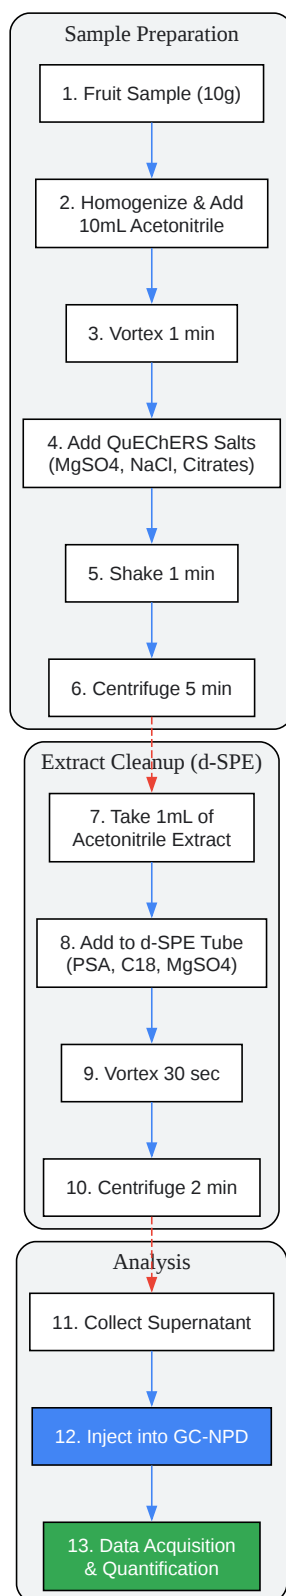 Sample Preparation
1. Fruit Sample (10g)
2. Homogenize & Add
10mL Acetonitrile
3. Vortex 1 min
4. Add QuEChERS Salts
(MgSO4, NaCl, Citrates)
5. Shake 1 min
6. Centrifuge 5 min
Extract Cleanup (d-SPE)
7. Take 1mL of
Acetonitrile Extract
8. Add to d-SPE Tube
(PSA, C18, MgSO4)
9. Vortex 30 sec
10. Centrifuge 2 min
Analysis
11. Collect Supernatant
12. Inject into GC-NPD
13. Data Acquisition
& Quantification